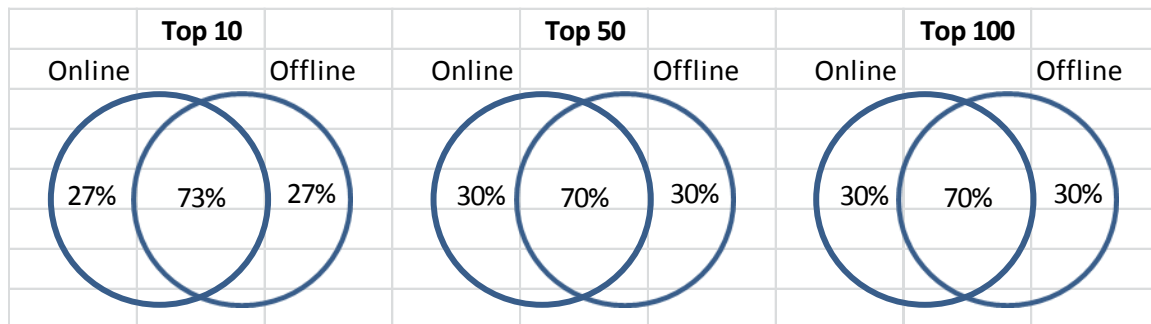 Top 10 Top 50 Top 100
Online Offline Online Offline Online Offline
27% 73% 27% 30% 70% 30% 30% 70% 30%